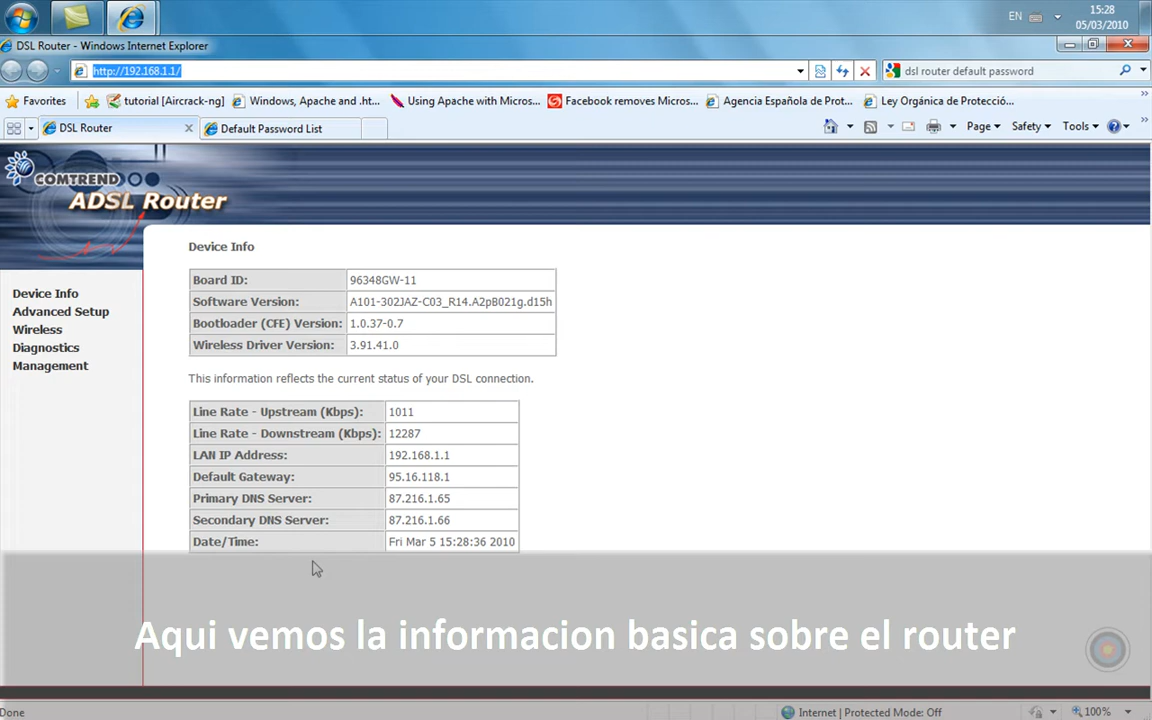 EN
15:28
05/03/2010
DSL Router - Windows Internet Explorer
http://192.168.1.1/
dsl router default password
Favorites
tutorial [Aircrack-ng]
Windows, Apache and .ht...
Using Apache with Micros...
Facebook removes Micros...
Agencia Española de Prot...
Ley Orgánica de Protecció...
DSL Router
Default Password List
Page
Safety
Tools
COMTREND
ADSL Router
Device Info
Advanced Setup
Wireless
Diagnostics
Management
Device Info
Board ID: 96348GW-11
Software Version: A101-302JAZ-C03_R14.A2pB021g.d15h
Bootloader (CFE) Version: 1.0.37-0.7
Wireless Driver Version: 3.91.41.0
This information reflects the current status of your DSL connection.
Line Rate - Upstream (Kbps): 1011
Line Rate - Downstream (Kbps): 12287
LAN IP Address: 192.168.1.1
Default Gateway: 95.16.118.1
Primary DNS Server: 87.216.1.65
Secondary DNS Server: 87.216.1.66
Date/Time: Fri Mar 5 15:28:36 2010
Aqui vemos la informacion basica sobre el router
Done
Internet | Protected Mode: Off
100%